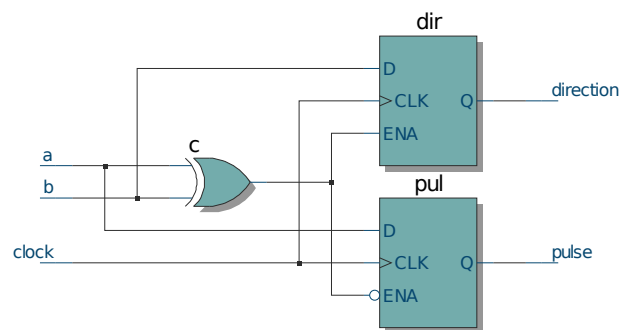 dir
D
CLK
Q
direction
ENA
c
a
b
pul
D
clock
CLK
Q
pulse
ENA